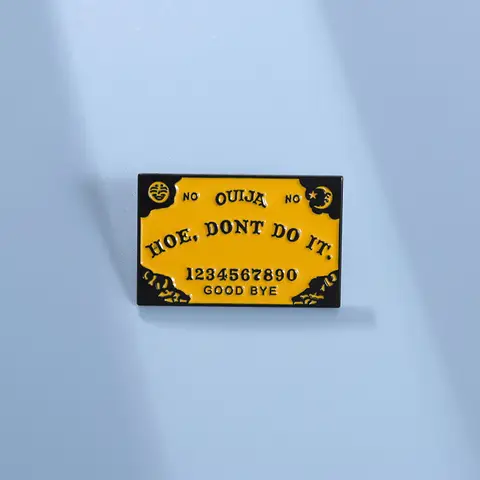 NO OUIJA NO
HOE, DONT DO IT.
1234567890
GOOD BYE